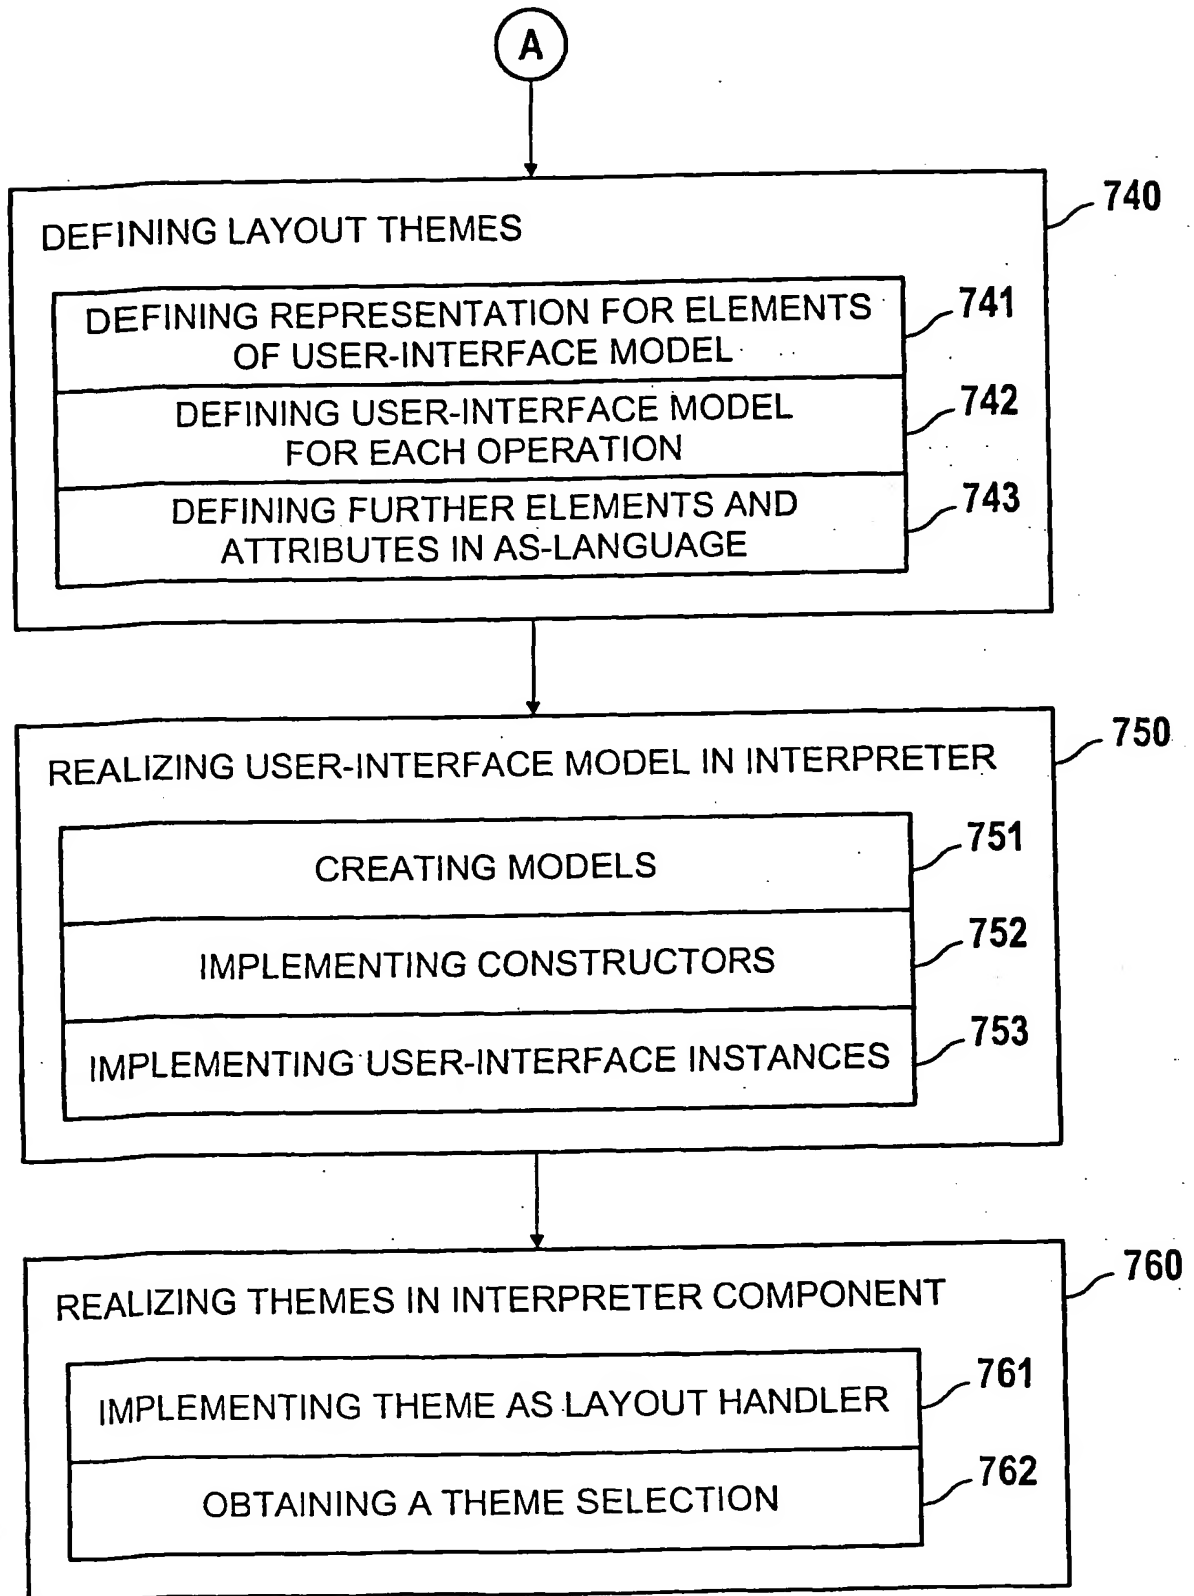 A
740
DEFINING LAYOUT THEMES
741
DEFINING REPRESENTATION FOR ELEMENTS
OF USER-INTERFACE MODEL
742
DEFINING USER-INTERFACE MODEL
FOR EACH OPERATION
743
DEFINING FURTHER ELEMENTS AND
ATTRIBUTES IN AS-LANGUAGE
750
REALIZING USER-INTERFACE MODEL IN INTERPRETER
751
CREATING MODELS
752
IMPLEMENTING CONSTRUCTORS
753
IMPLEMENTING USER-INTERFACE INSTANCES
760
REALIZING THEMES IN INTERPRETER COMPONENT
761
IMPLEMENTING THEME AS LAYOUT HANDLER
762
OBTAINING A THEME SELECTION